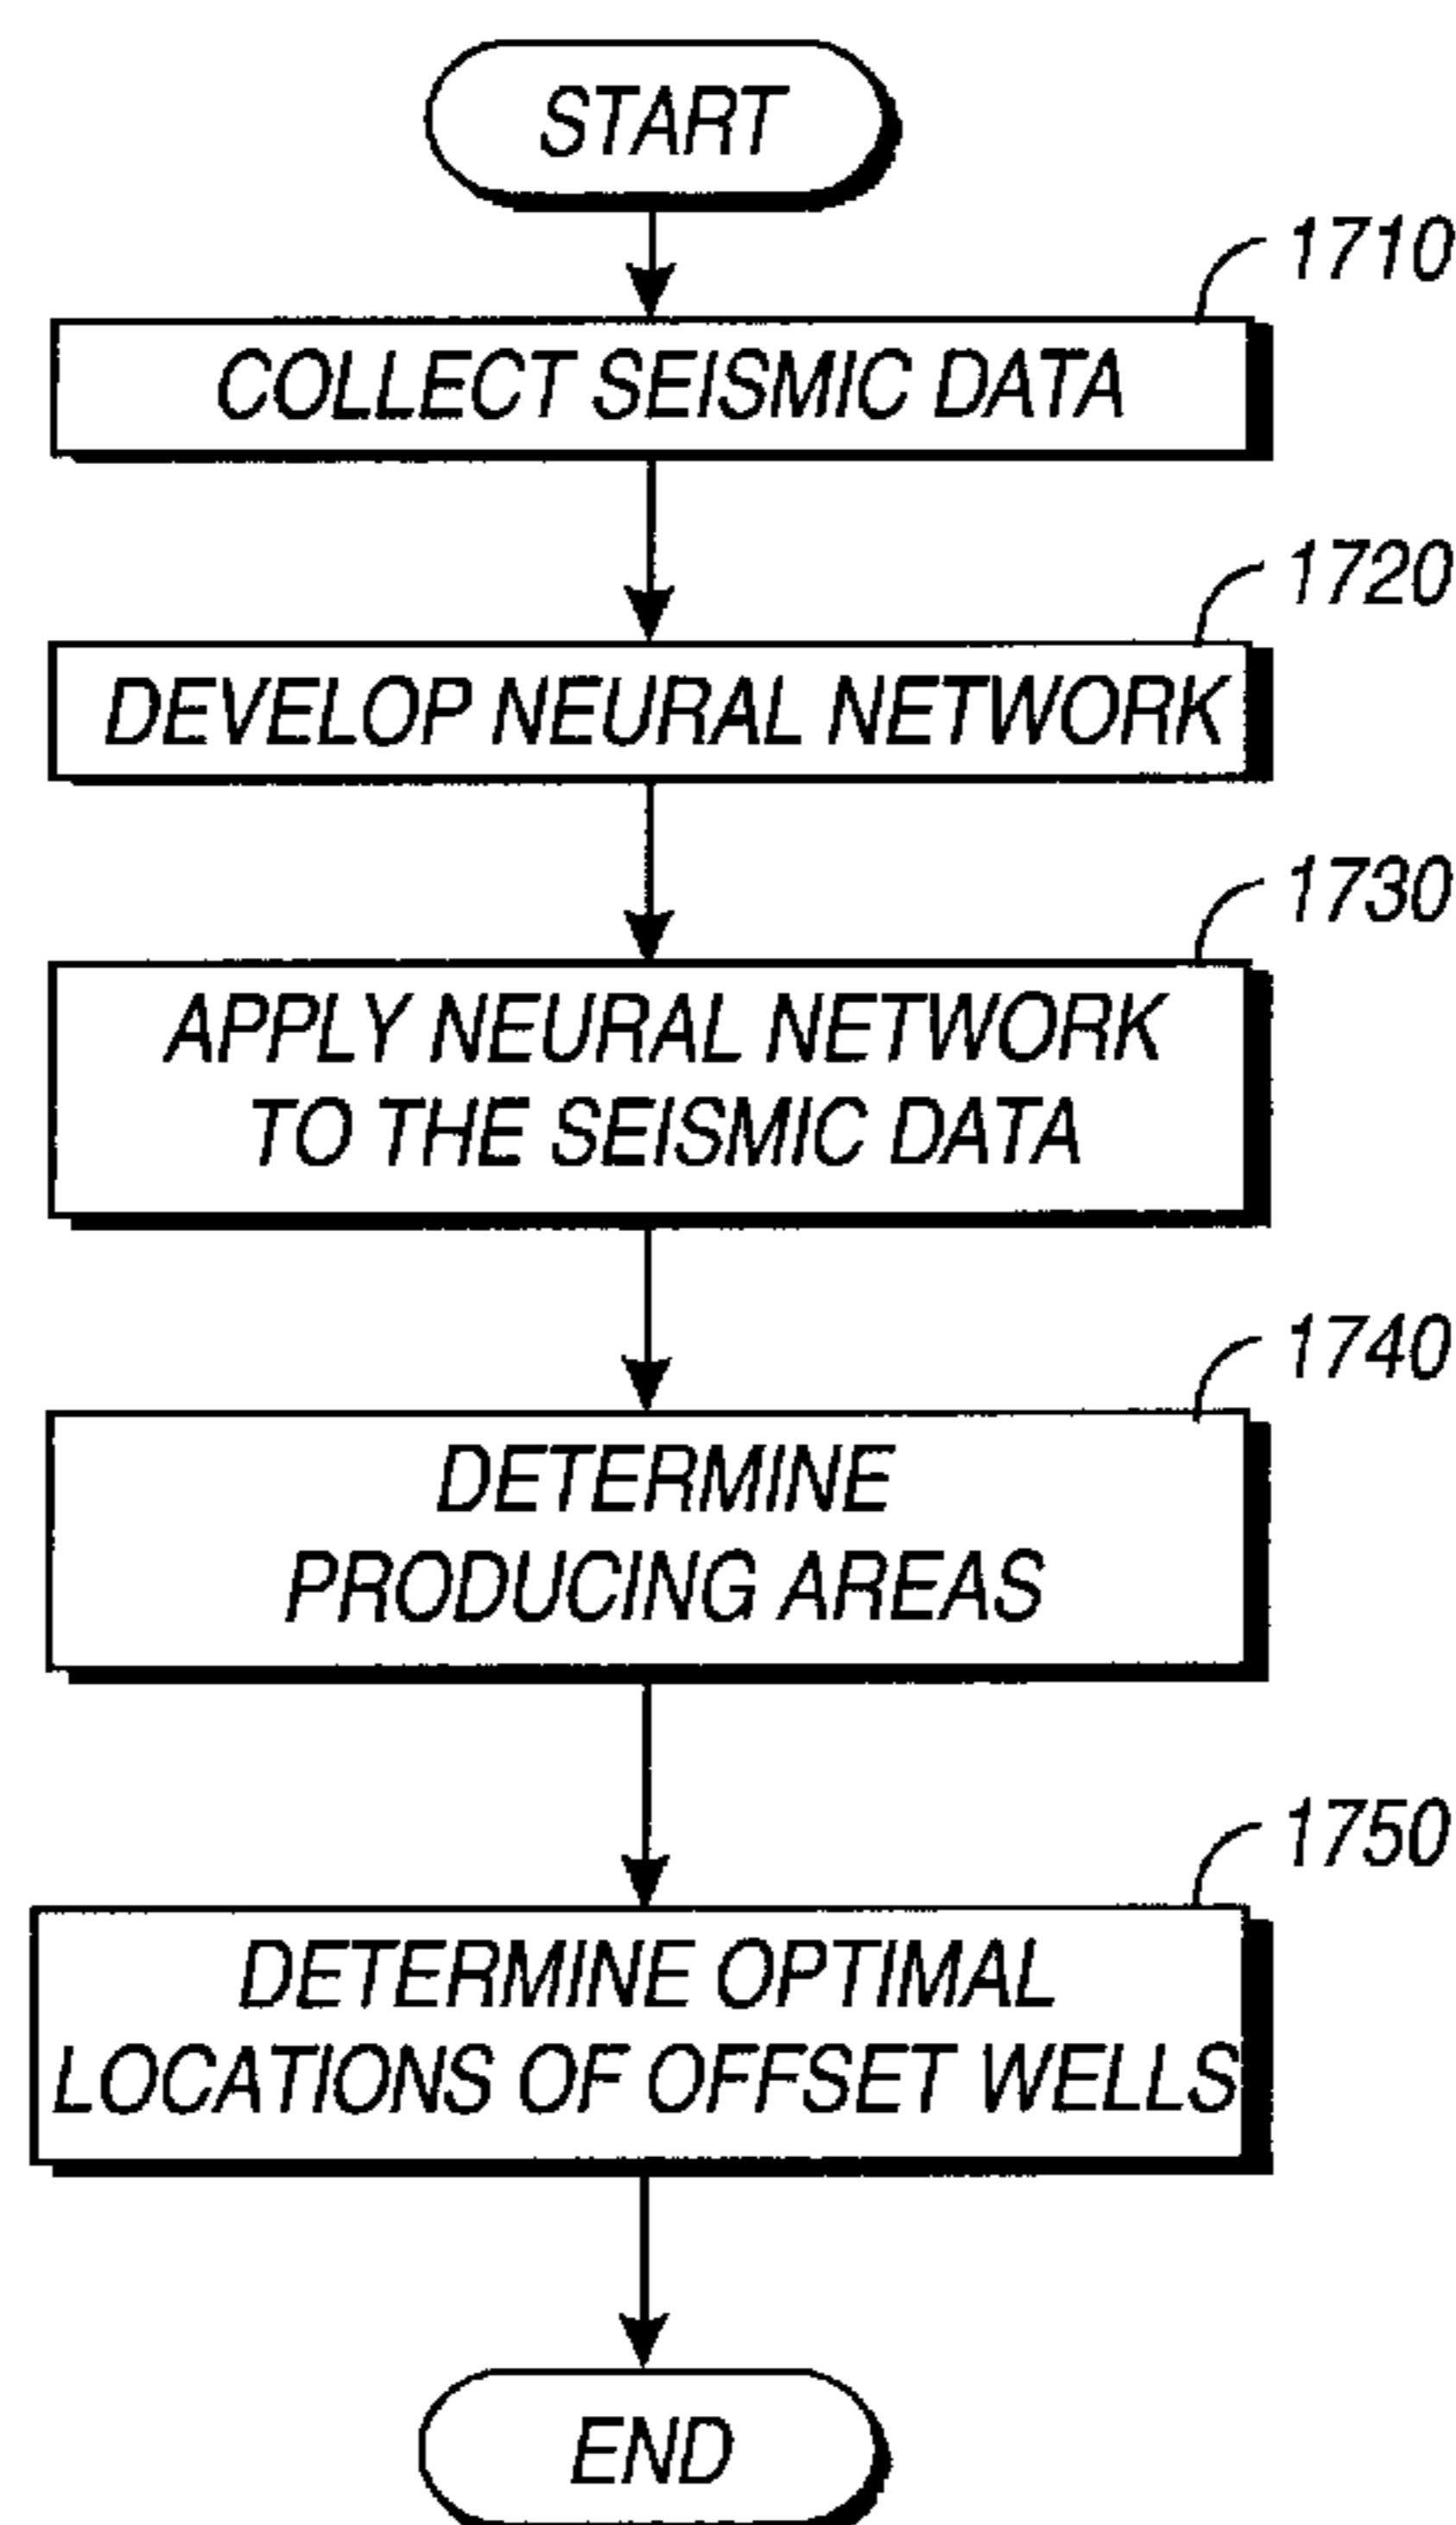 START
1710
COLLECT SEISMIC DATA
1720
DEVELOP NEURAL NETWORK
1730
APPLY NEURAL NETWORK
TO THE SEISMIC DATA
1740
DETERMINE
PRODUCING AREAS
1750
DETERMINE OPTIMAL
LOCATIONS OF OFFSET WELLS
END